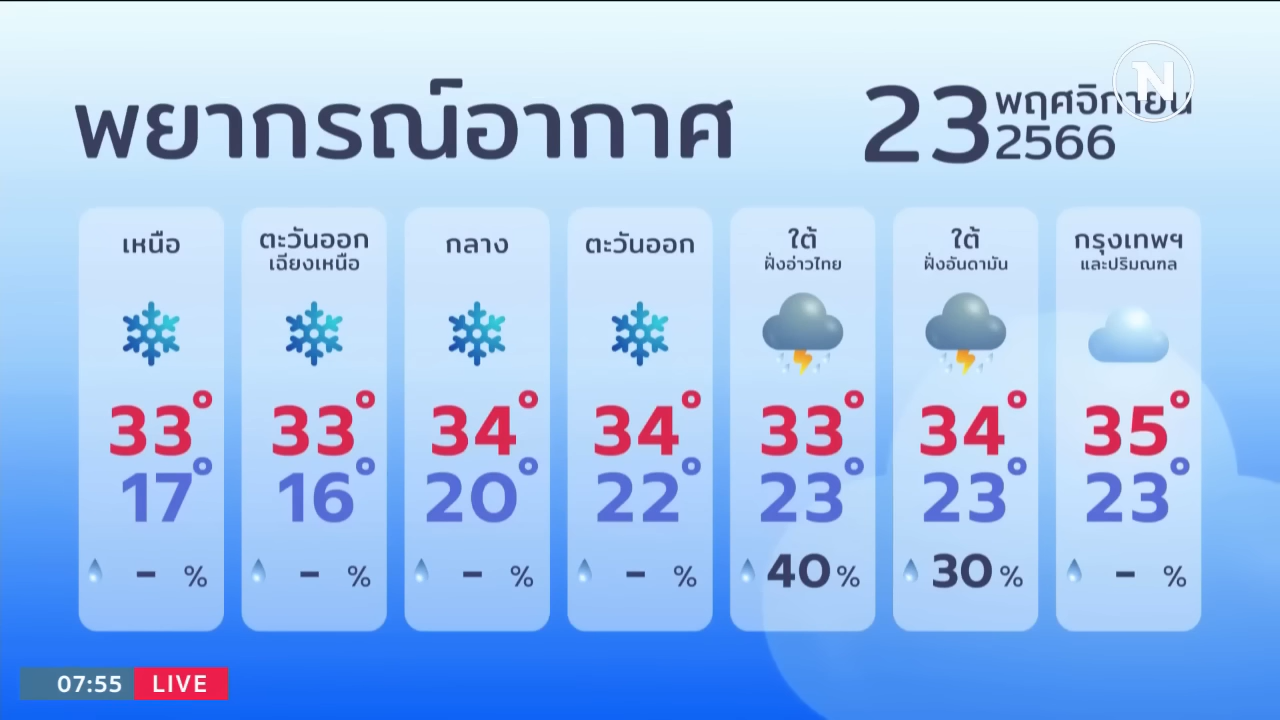 พยากรณ์อากาศ
23 พฤศจิกายน
2566
N
เหนือ
33°
17°
- %
ตะวันออก
เฉียงเหนือ
33°
16°
- %
กลาง
34°
20°
- %
ตะวันออก
34°
22°
- %
ใต้
ฝั่งอ่าวไทย
33°
23°
40%
ใต้
ฝั่งอันดามัน
34°
23°
30%
กรุงเทพฯ
และปริมณฑล
35°
23°
- %
07:55 LIVE